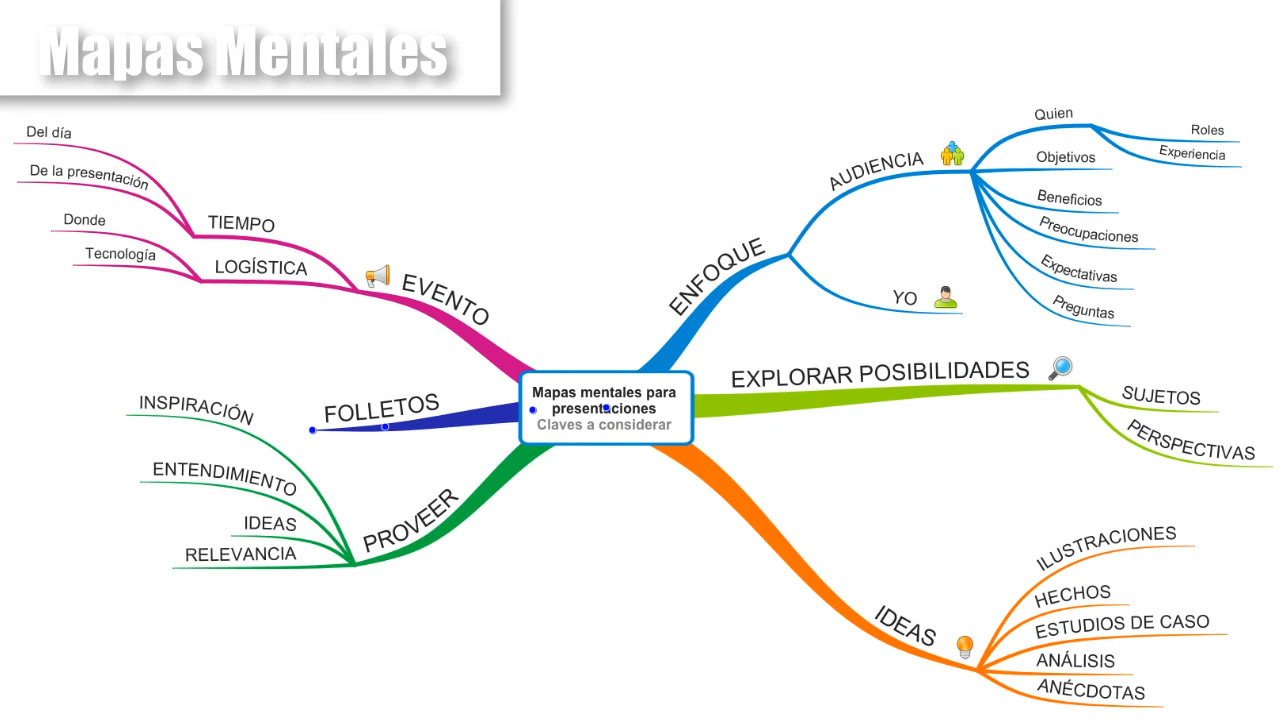 Mapas Mentales
Mapas mentales para
presentaciones
Claves a considerar
ENFOQUE
AUDIENCIA
Quien
Roles
Experiencia
Objetivos
Beneficios
Preocupaciones
Expectativas
Preguntas
YO
EXPLORAR POSIBILIDADES
SUJETOS
PERSPECTIVAS
IDEAS
ILUSTRACIONES
HECHOS
ESTUDIOS DE CASO
ANÁLISIS
ANÉCDOTAS
EVENTO
TIEMPO
Del día
De la presentación
LOGÍSTICA
Donde
Tecnología
FOLLETOS
PROVEER
INSPIRACIÓN
ENTENDIMIENTO
IDEAS
RELEVANCIA